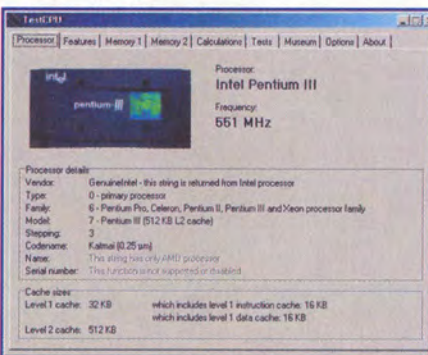 TestCPU
Processor Features Memory 1 Memory 2 Calculations Tests Museum Options About
intel
pentium III
Processor:
Intel Pentium III
Frequency:
551 MHz
Processor details
Vendor: GenuineIntel - this string is returned from Intel processor
Type: 0 - primary processor
Family: 6 - Pentium Pro, Celeron, Pentium II, Pentium III and Xeon processor family
Model: 7 - Pentium III (512 KB L2 cache)
Stepping: 3
Codename: Katmai (0.25 µm)
Name: This string has only AMD processor
Serial number: This function is not supported or disabled
Cache sizes
Level 1 cache: 32 KB which includes level 1 instruction cache: 16 KB
which includes level 1 data cache: 16 KB
Level 2 cache: 512 KB